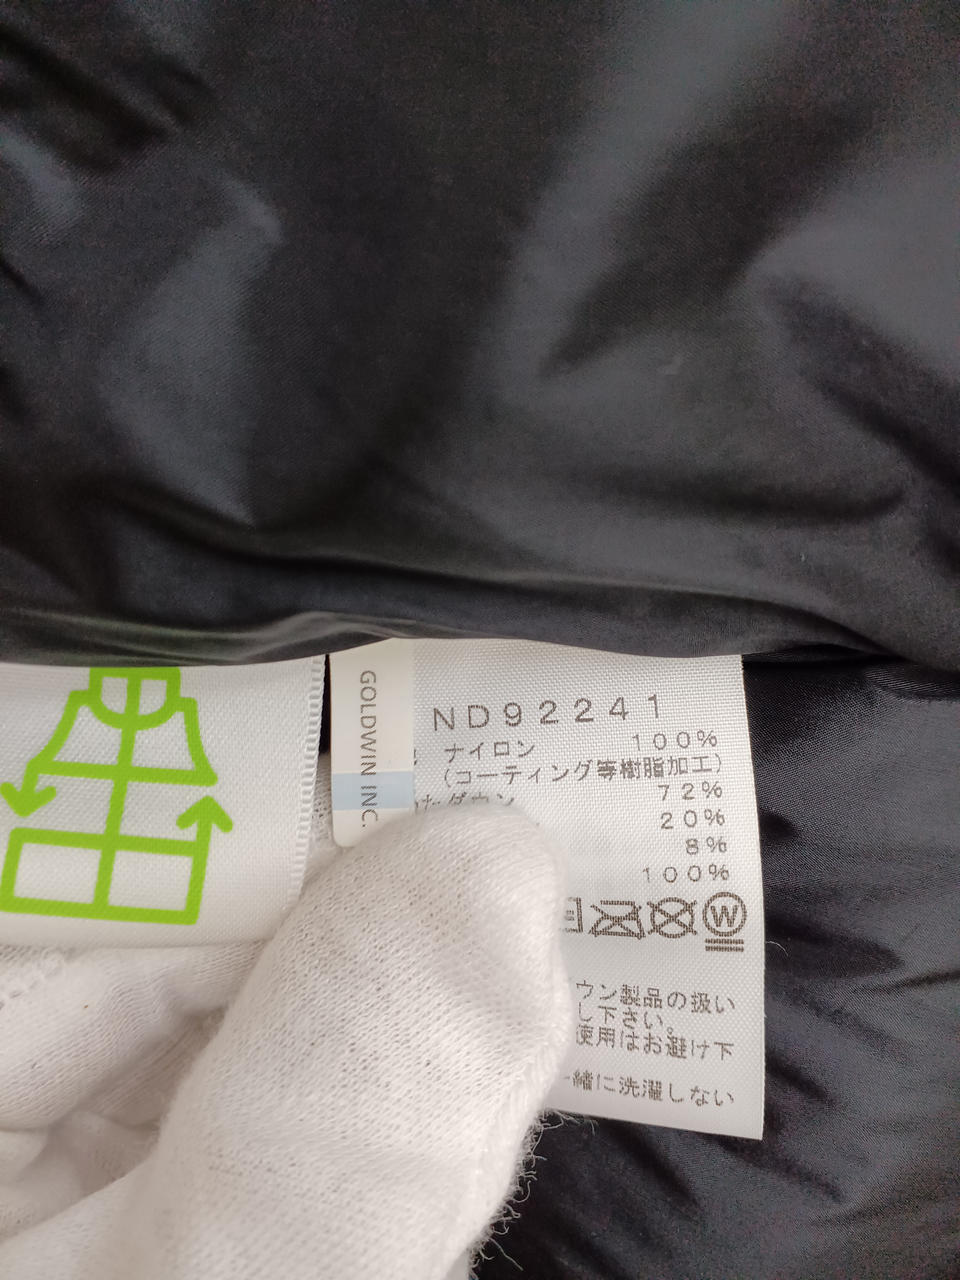 GOLDWIN INC.
ND92241
ナイロン 100%
(コーティング等樹脂加工)
72%
ダウン
20%
8%
100%
W
ウン製品の扱い
し下さい。
使用はお避け下
緒に洗濯しない